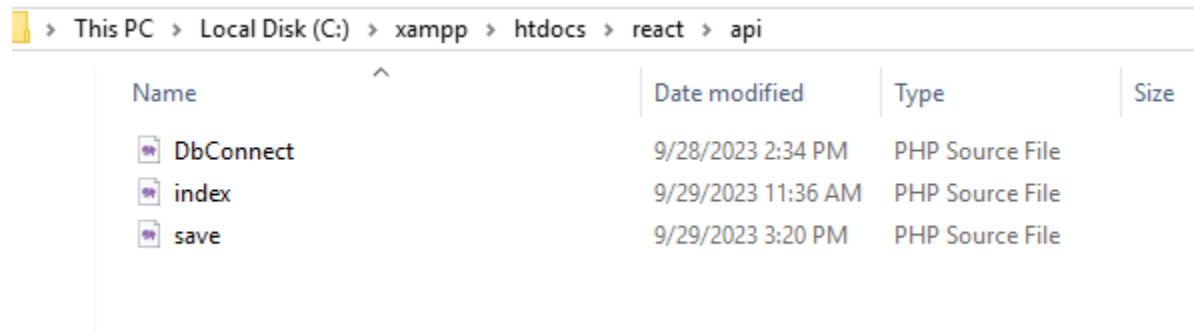 This PC > Local Disk (C:) > xampp > htdocs > react > api
Name Date modified Type Size
DbConnect 9/28/2023 2:34 PM PHP Source File
index 9/29/2023 11:36 AM PHP Source File
save 9/29/2023 3:20 PM PHP Source File